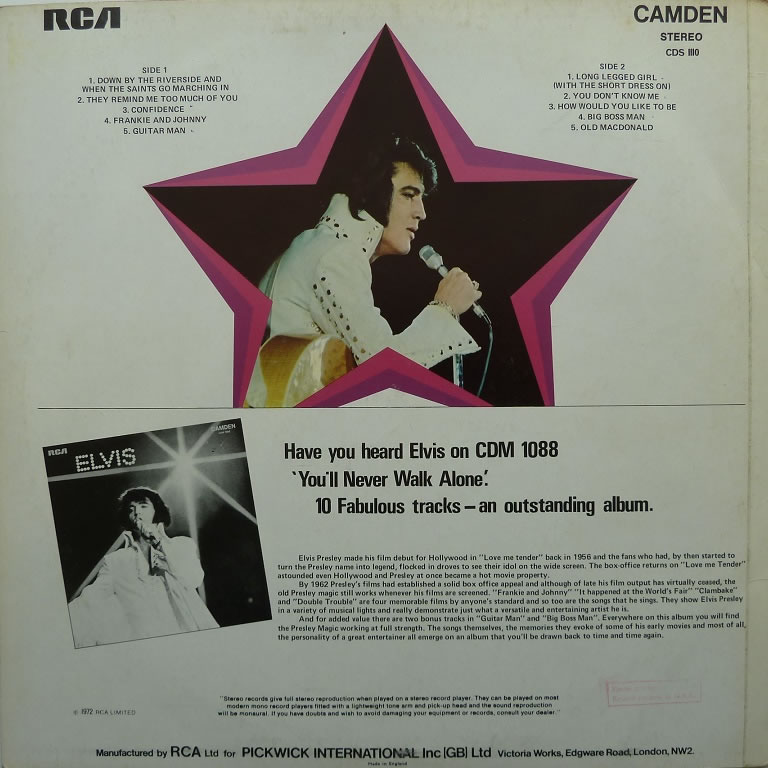 RCA
CAMDEN
STEREO
CDS 1110
SIDE 1
1. DOWN BY THE RIVERSIDE AND
WHEN THE SAINTS GO MARCHING IN
2. THEY REMIND ME TOO MUCH OF YOU
3. CONFIDENCE
4. FRANKIE AND JOHNNY
5. GUITAR MAN
SIDE 2
1. LONG LEGGED GIRL
(WITH THE SHORT DRESS ON)
2. YOU DON'T KNOW ME
3. HOW WOULD YOU LIKE TO BE
4. BIG BOSS MAN
5. OLD MACDONALD
RCA
CAMDEN
ELVIS
Have you heard Elvis on CDM 1088
'You'll Never Walk Alone'.
10 Fabulous tracks – an outstanding album.
Elvis Presley made his film debut for Hollywood in "Love me tender" back in 1956 and the fans who had, by then started to
turn the Presley name into legend, flocked in droves to see their idol on the wide screen. The box-office returns on "Love me Tender"
astounded even Hollywood and Presley at once became a hot movie property.
By 1962 Presley's films had established a solid box office appeal and although of late his film output has virtually ceased, the
old Presley magic still works whenever his films are screened. "Frankie and Johnny" "It happened at the World's Fair" "Clambake"
and "Double Trouble" are four memorable films by anyone's standard and so too are the songs that he sings. They show Elvis Presley
in a variety of musical lights and really demonstrate just what a versatile and entertaining artist he is.
And for added value there are two bonus tracks in "Guitar Man" and "Big Boss Man". Everywhere on this album you will find
the Presley Magic working at full strength. The songs themselves, the memories they evoke of some of his early movies and most of all,
the personality of a great entertainer all emerge on an album that you'll be drawn back to time and time again.
"Stereo records give full stereo reproduction when played on a stereo record player. They can be played on most
modern mono record players fitted with a lightweight tone arm and pick-up head and the sound reproduction
will be monaural. If you have doubts and wish to avoid damaging your equipment or records, consult your dealer."
℗ 1972 RCA LIMITED
Manufactured by RCA Ltd for PICKWICK INTERNATIONAL Inc (GB) Ltd Victoria Works, Edgware Road, London, NW2.
Made in England